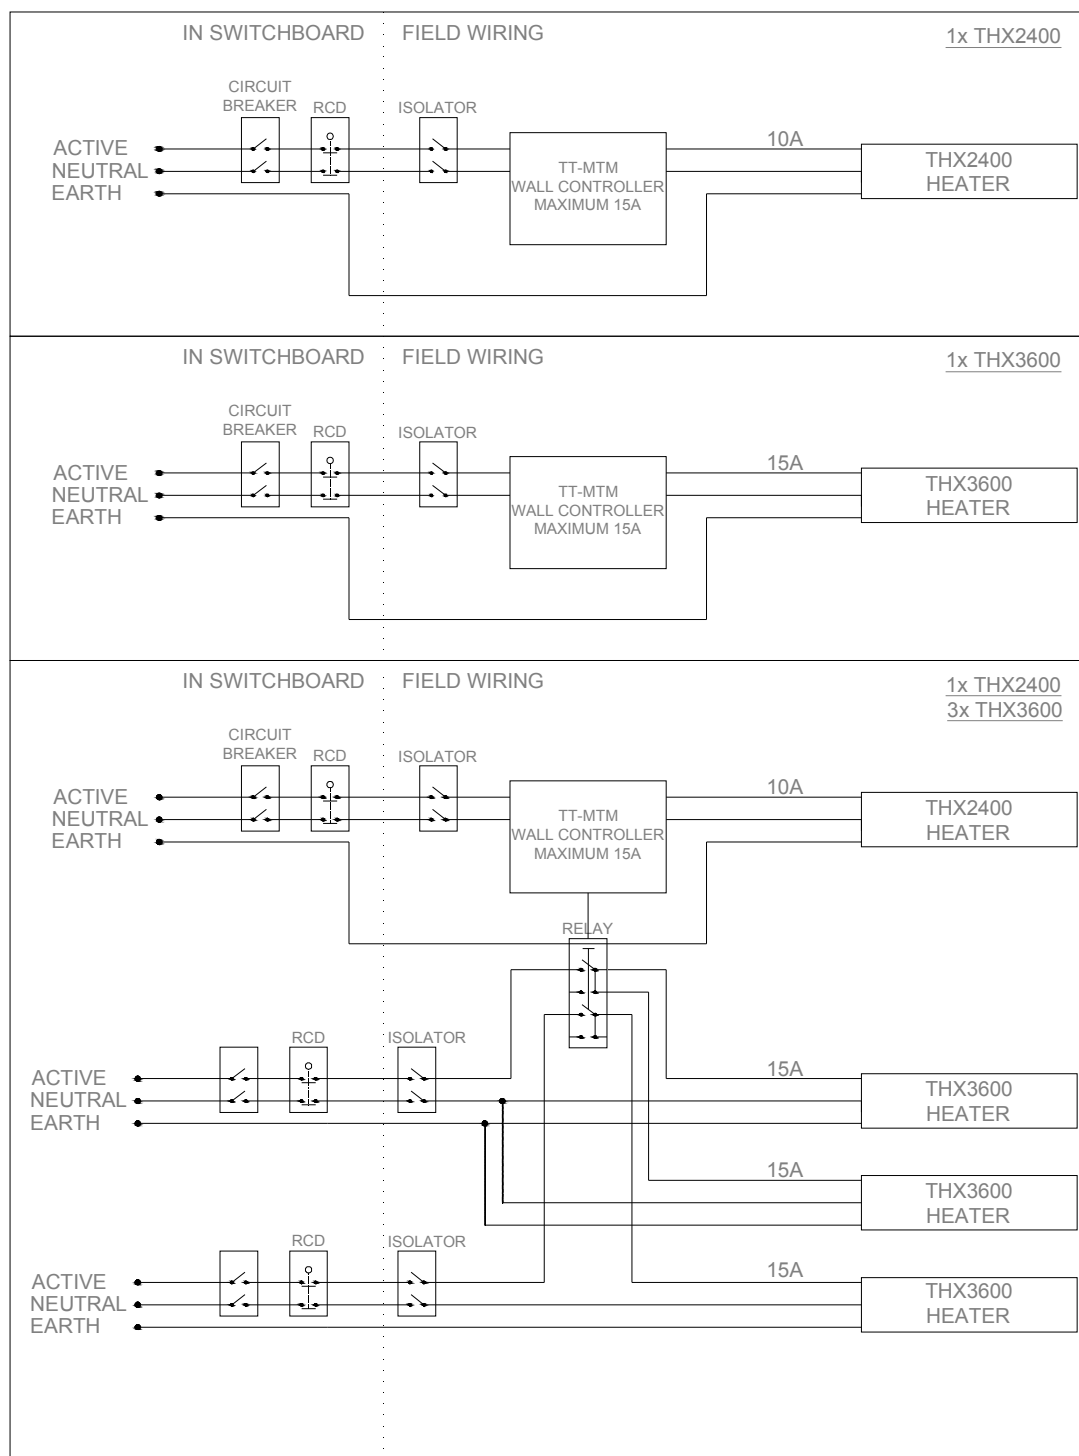 IN SWITCHBOARD
FIELD WIRING
1x THX2400
CIRCUIT
BREAKER
RCD
ISOLATOR
ACTIVE
NEUTRAL
EARTH
TT-MTM
WALL CONTROLLER
MAXIMUM 15A
10A
THX2400
HEATER
IN SWITCHBOARD
FIELD WIRING
1x THX3600
CIRCUIT
BREAKER
RCD
ISOLATOR
ACTIVE
NEUTRAL
EARTH
TT-MTM
WALL CONTROLLER
MAXIMUM 15A
15A
THX3600
HEATER
IN SWITCHBOARD
FIELD WIRING
1x THX2400
3x THX3600
CIRCUIT
BREAKER
RCD
ISOLATOR
ACTIVE
NEUTRAL
EARTH
TT-MTM
WALL CONTROLLER
MAXIMUM 15A
10A
THX2400
HEATER
RELAY
RCD
ISOLATOR
ACTIVE
NEUTRAL
EARTH
15A
THX3600
HEATER
15A
THX3600
HEATER
RCD
ISOLATOR
ACTIVE
NEUTRAL
EARTH
15A
THX3600
HEATER